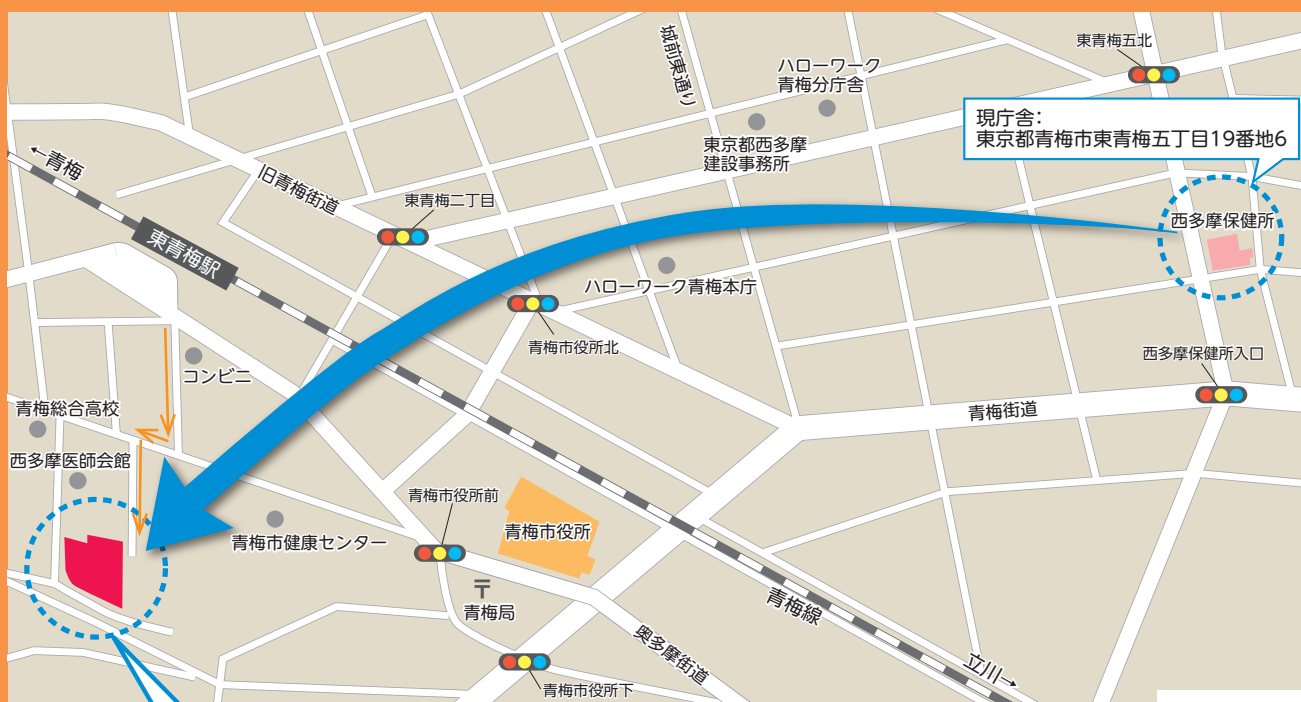 城前東通り
東青梅五北
ハローワーク
青梅分庁舎
現庁舎：
東京都青梅市東青梅五丁目19番地6
東京都西多摩
建設事務所
←青梅
旧青梅街道
東青梅二丁目
西多摩保健所
東青梅駅
ハローワーク青梅本庁
青梅市役所北
西多摩保健所入口
コンビニ
青梅総合高校
青梅街道
西多摩医師会館
青梅市役所前
青梅市役所
青梅市健康センター
〒
青梅局
青梅線
奥多摩街道
立川→
青梅市役所下